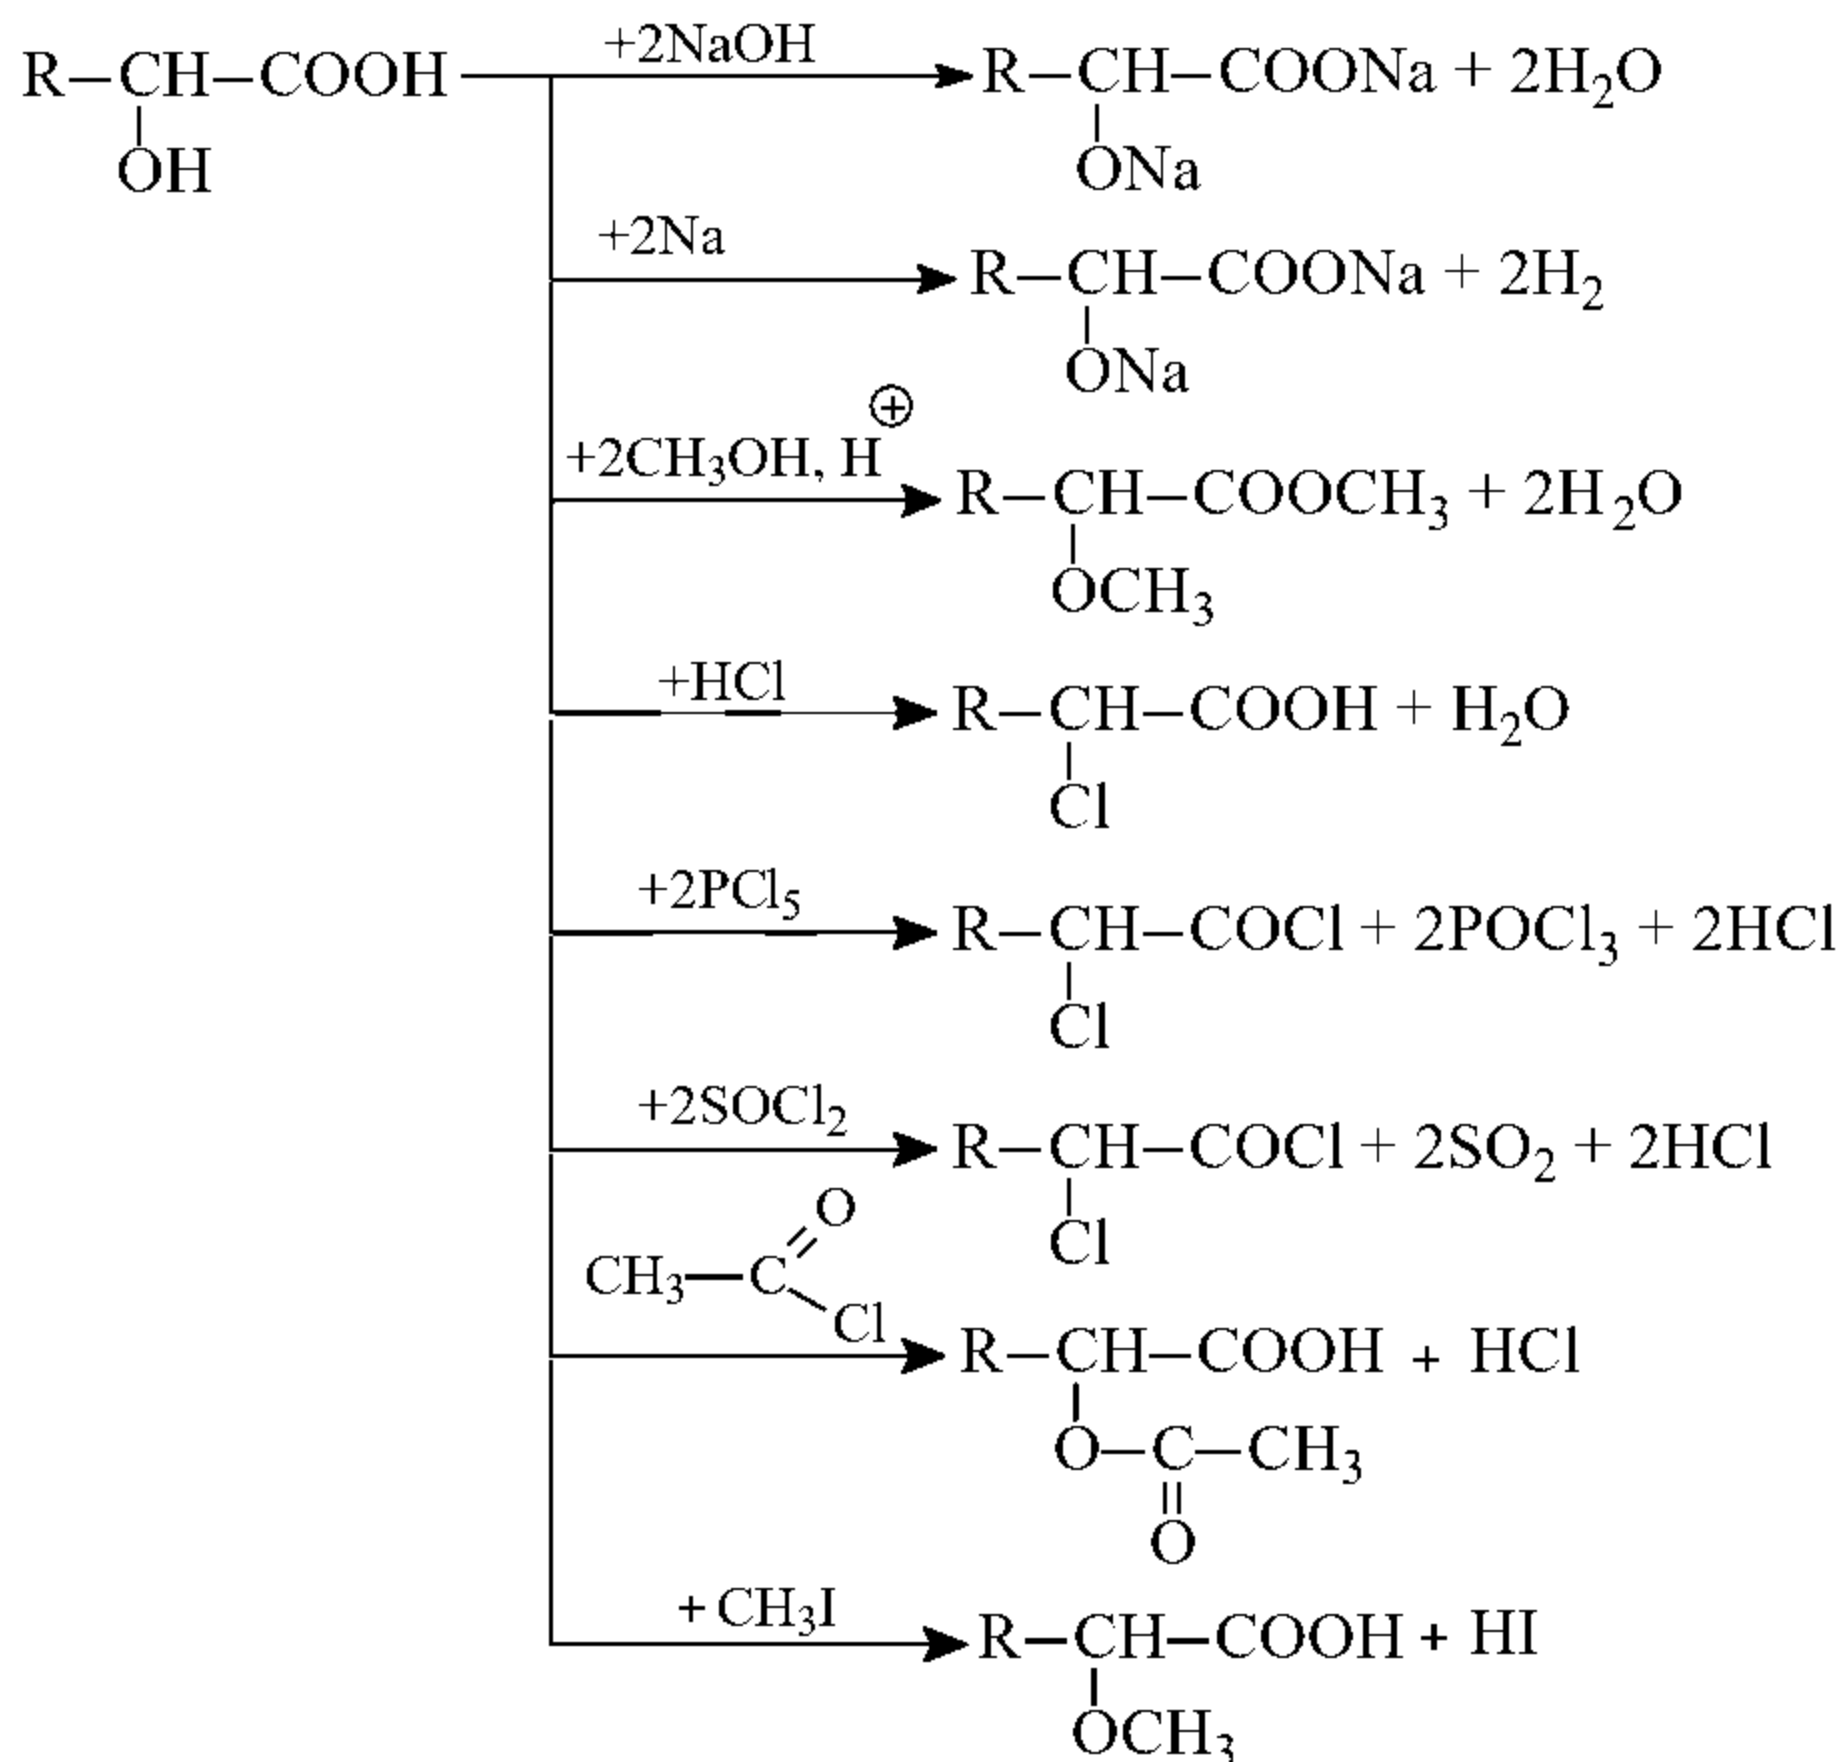 R–CH–COOH +2NaOH R–CH–COONa + 2H₂O
OH ONa
+2Na R–CH–COONa + 2H₂
ONa
+2CH₃OH, H⊕ R–CH–COOCH₃ + 2H₂O
OCH₃
+HCl R–CH–COOH + H₂O
Cl
+2PCl₅ R–CH–COCl + 2POCl₃ + 2HCl
Cl
+2SOCl₂ R–CH–COCl + 2SO₂ + 2HCl
Cl
O
CH₃–C
Cl
R–CH–COOH + HCl
O–C–CH₃
O
+ CH₃I R–CH–COOH + HI
OCH₃